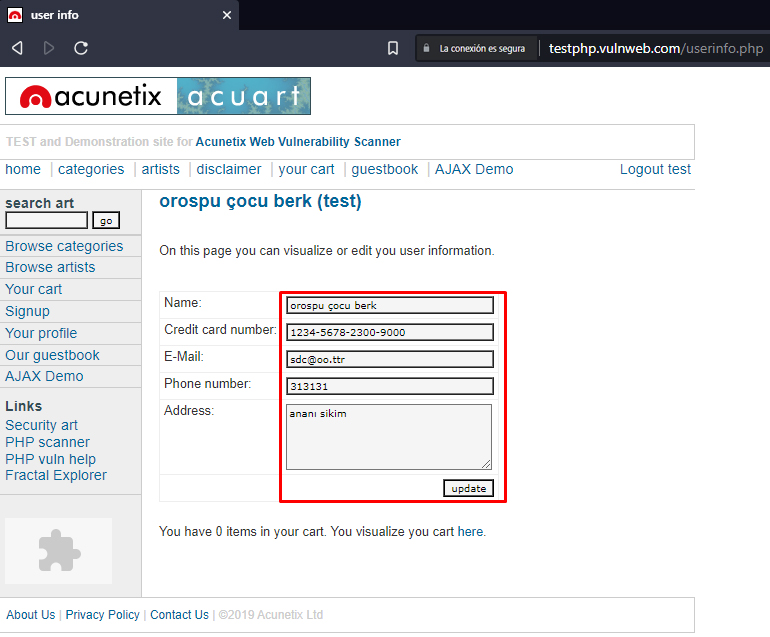 user info
La conexión es segura
testphp.vulnweb.com/userinfo.php
acunetix acuart
TEST and Demonstration site for Acunetix Web Vulnerability Scanner
home | categories | artists | disclaimer | your cart | guestbook | AJAX Demo Logout test
search art
go
Browse categories
Browse artists
Your cart
Signup
Your profile
Our guestbook
AJAX Demo
Links
Security art
PHP scanner
PHP vuln help
Fractal Explorer
orospu çocu berk (test)
On this page you can visualize or edit you user information.
Name: orospu çocu berk
Credit card number: 1234-5678-2300-9000
E-Mail: sdc@oo.ttr
Phone number: 313131
Address: ananı sikim
update
You have 0 items in your cart. You visualize you cart here.
About Us | Privacy Policy | Contact Us | ©2019 Acunetix Ltd